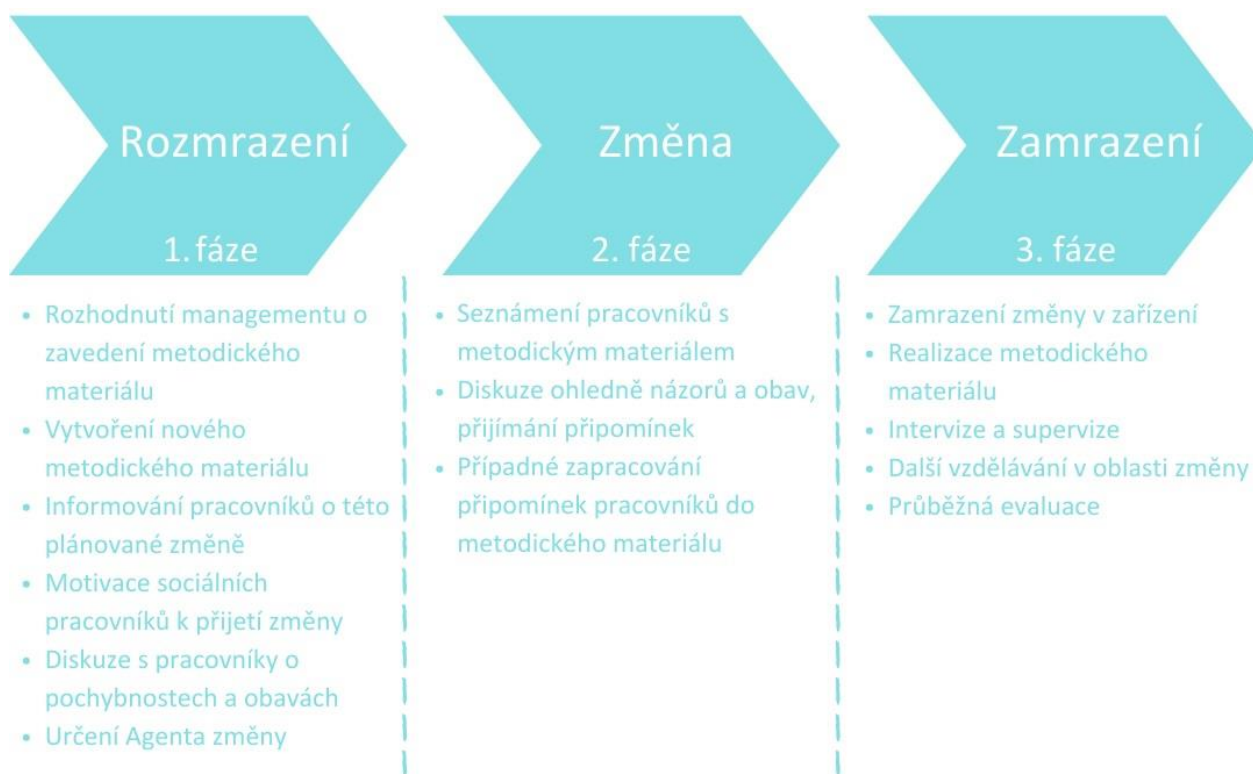 Rozmrazení
1. fáze
• Rozhodnutí managementu o
zavedení metodického
materiálu
• Vytvoření nového
metodického materiálu
• Informování pracovníků o této
plánované změně
• Motivace sociálních
pracovníků k přijetí změny
• Diskuze s pracovníky o
pochybnostech a obavách
• Určení Agenta změny
Změna
2. fáze
• Seznámení pracovníků s
metodickým materiálem
• Diskuze ohledně názorů a obav,
přijímání připomínek
• Případné zapracování
připomínek pracovníků do
metodického materiálu
Zamrazení
3. fáze
• Zamrazení změny v zařízení
• Realizace metodického
materiálu
• Intervize a supervize
• Další vzdělávání v oblasti změny
• Průběžná evaluace